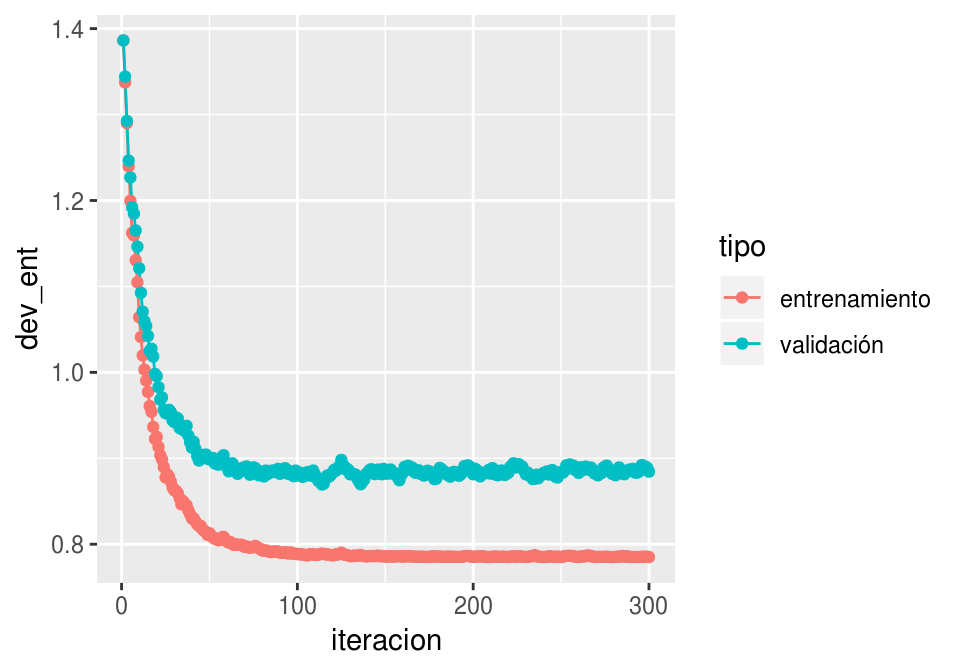 1.4
1.2
1.0
0.8
dev_ent
0
100
200
300
iteracion
tipo
entrenamiento
validación